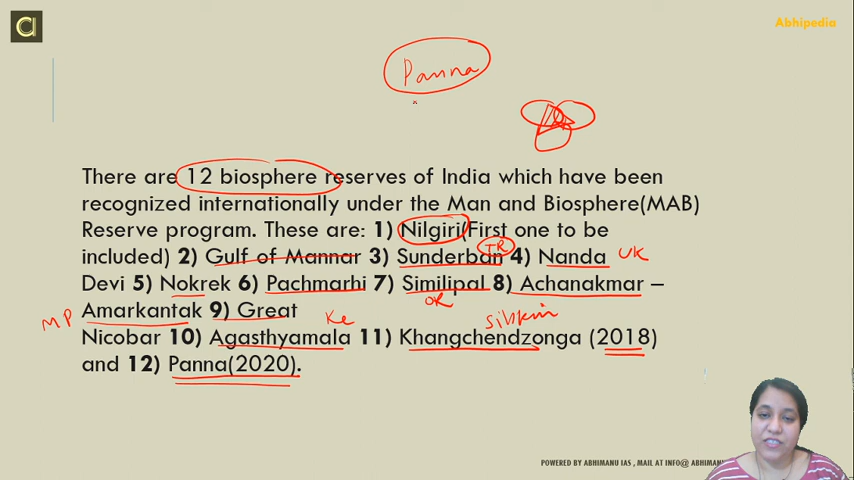 Abhipedia
Panna
There are 12 biosphere reserves of India which have been
recognized internationally under the Man and Biosphere(MAB)
Reserve program. These are: 1) Nilgiri(First one to be
included) 2) Gulf of Mannar 3) Sunderban TR 4) Nanda UK
Devi 5) Nokrek 6) Pachmarhi 7) Similipal 8) Achanakmar –
OR
MP Amarkantak 9) Great
Ke
Nicobar 10) Agasthyamala 11) Khangchendzonga (2018)
and 12) Panna(2020).
POWERED BY ABHIMANU IAS , MAIL AT INFO@